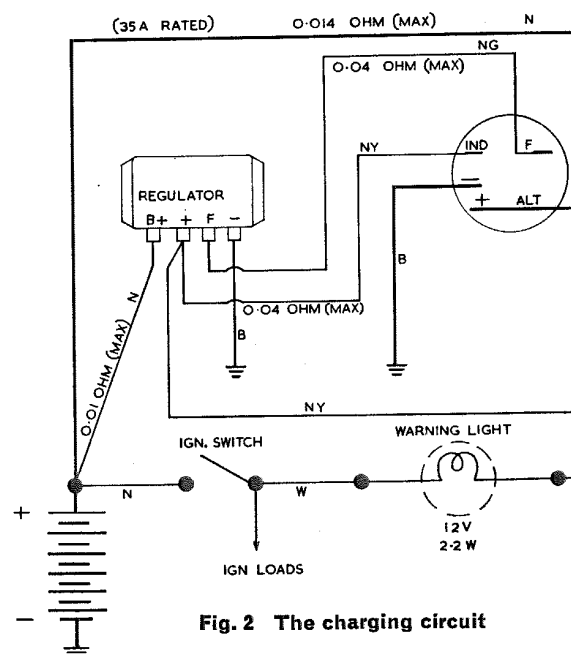 (35A RATED) 0·014 OHM (MAX) N
NG
0·04 OHM (MAX)
NY IND F
REGULATOR
B+ + F −
−
+ ALT
B
N
0·04 OHM (MAX)
B
0·01 OHM (MAX)
NY
IGN. SWITCH WARNING LIGHT
N W
+
12V
2·2 W
IGN LOADS
−
Fig. 2 The charging circuit